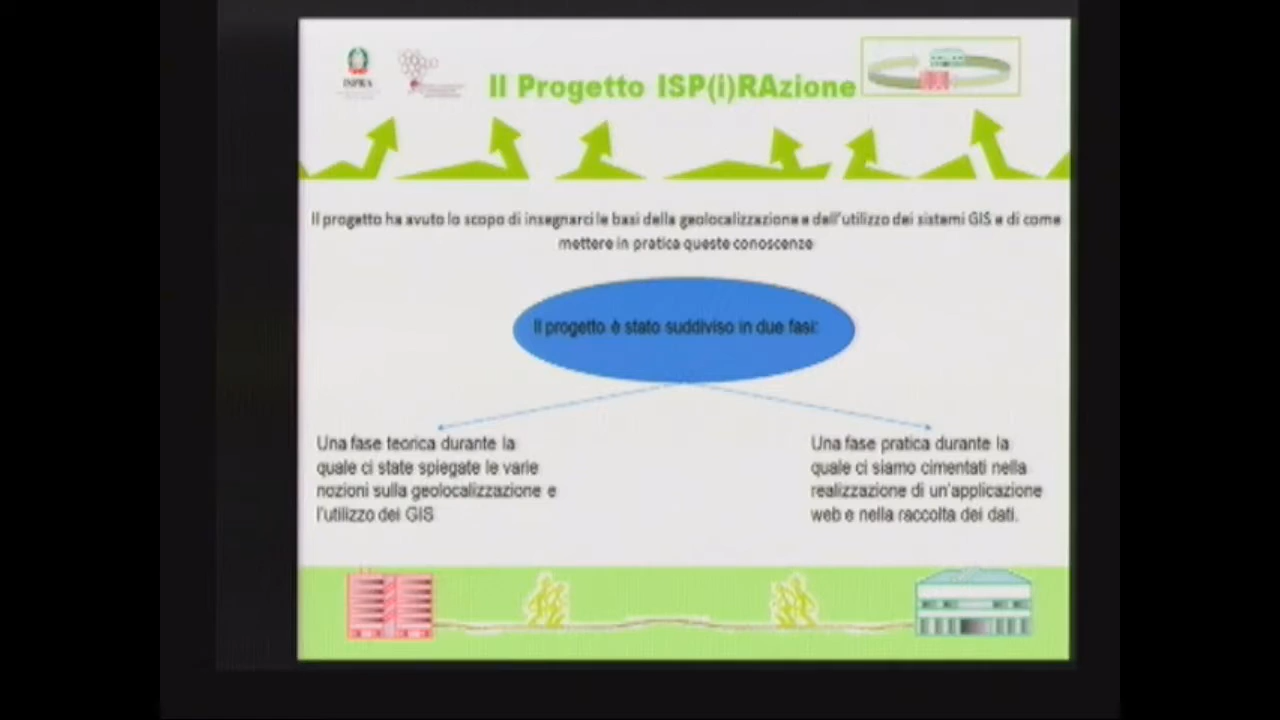 ISPRA
Il Progetto ISP(i)RAzione
Il progetto ha avuto lo scopo di insegnarci le basi della geolocalizzazione e dell'utilizzo dei sistemi GIS e di come
mettere in pratica queste conoscenze
Il progetto è stato suddiviso in due fasi:
Una fase teorica durante la
quale ci state spiegate le varie
nozioni sulla geolocalizzazione e
l'utilizzo dei GIS
Una fase pratica durante la
quale ci siamo cimentati nella
realizzazione di un'applicazione
web e nella raccolta dei dati.